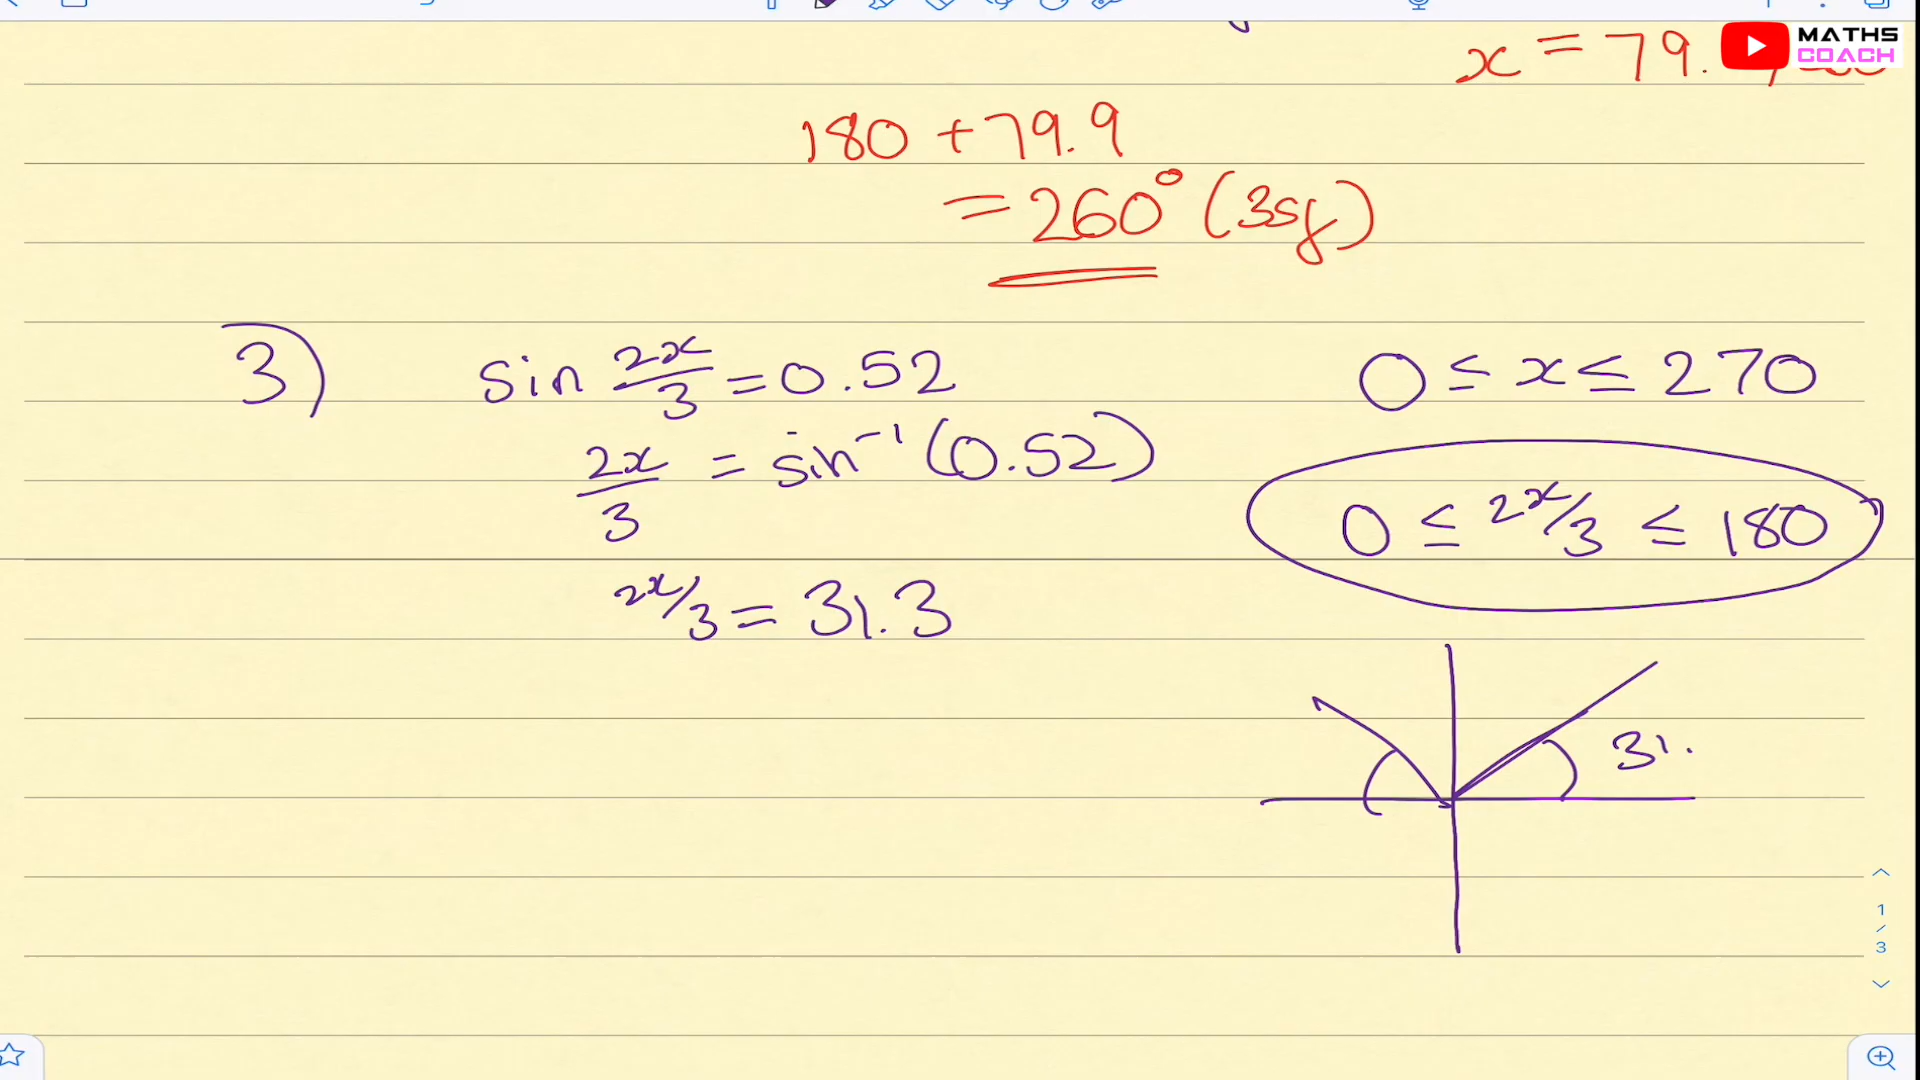 MATHS
COACH
x = 79.
180 + 79.9
= 260° (3sf)
3) sin 2x/3 = 0.52
0 ≤ x ≤ 270
2x/3 = sin⁻¹ (0.52)
0 ≤ 2x/3 ≤ 180
2x/3 = 31.3
31.
1
/
3